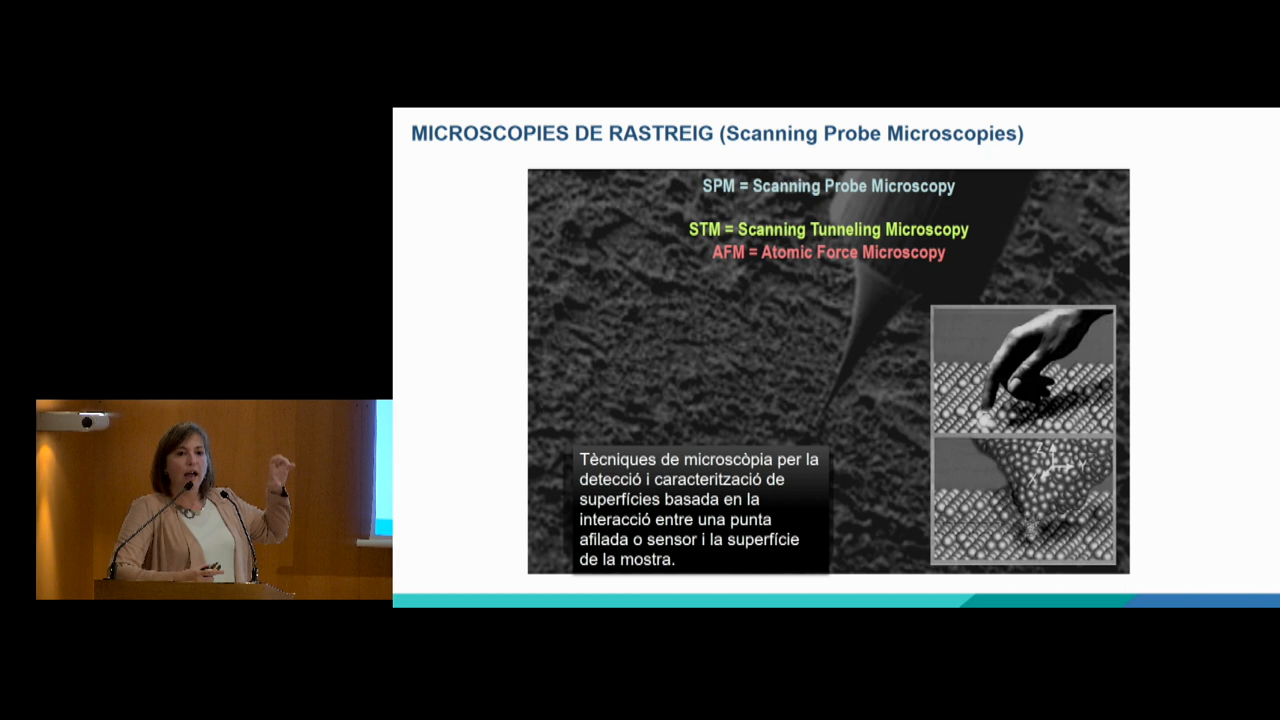 MICROSCOPIES DE RASTREIG (Scanning Probe Microscopies)
SPM = Scanning Probe Microscopy
STM = Scanning Tunneling Microscopy
AFM = Atomic Force Microscopy
Z
Y
X
Tècniques de microscòpia per la
detecció i caracterització de
superfícies basada en la
interacció entre una punta
afilada o sensor i la superfície
de la mostra.